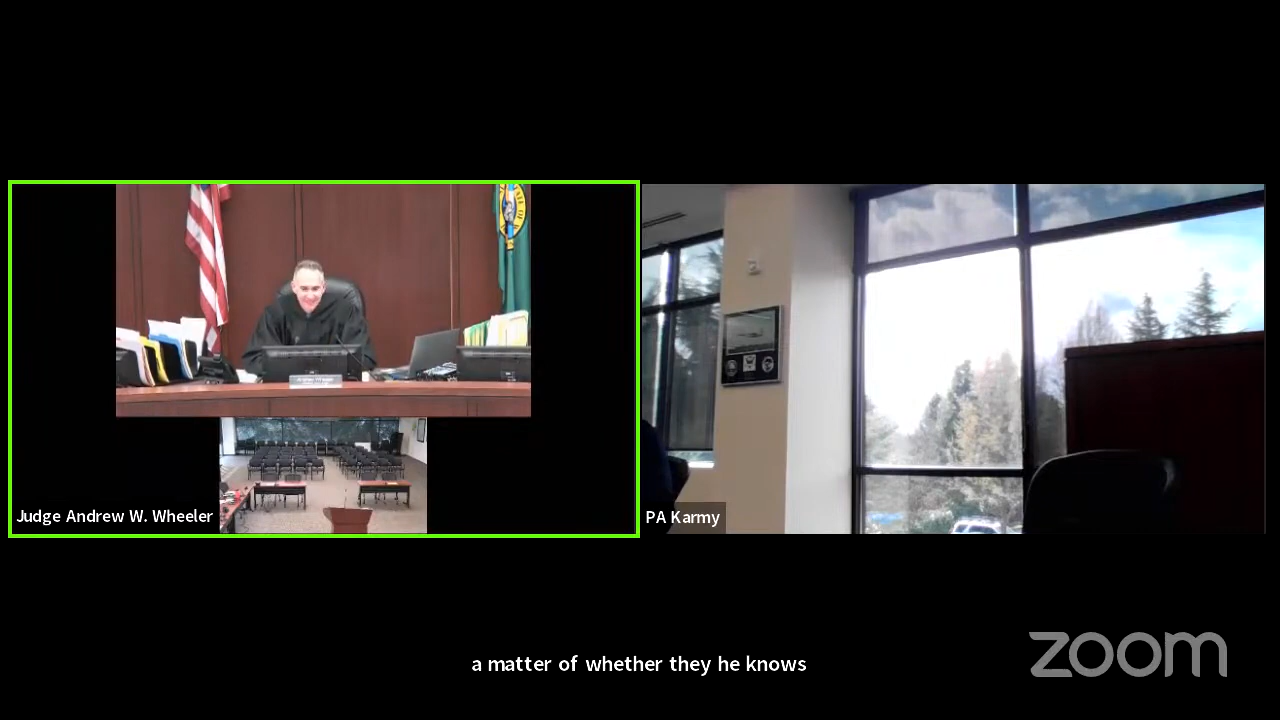 Judge Andrew W. Wheeler
PA Karmy
a matter of whether they he knows
zoom